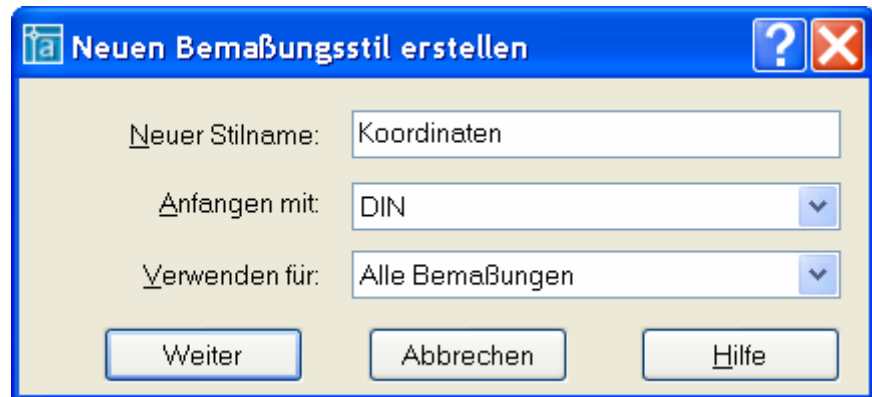 Neuen Bemaßungsstil erstellen
Neuer Stilname: Koordinaten
Anfangen mit: DIN
Verwenden für: Alle Bemaßungen
Weiter Abbrechen Hilfe